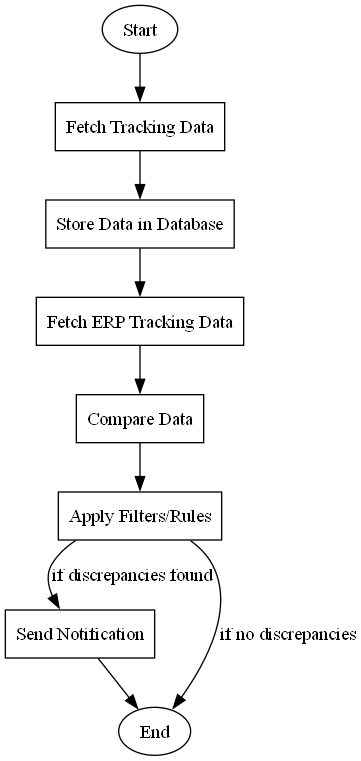 Start
Fetch Tracking Data
Store Data in Database
Fetch ERP Tracking Data
Compare Data
Apply Filters/Rules
if discrepancies found
Send Notification
if no discrepancies
End